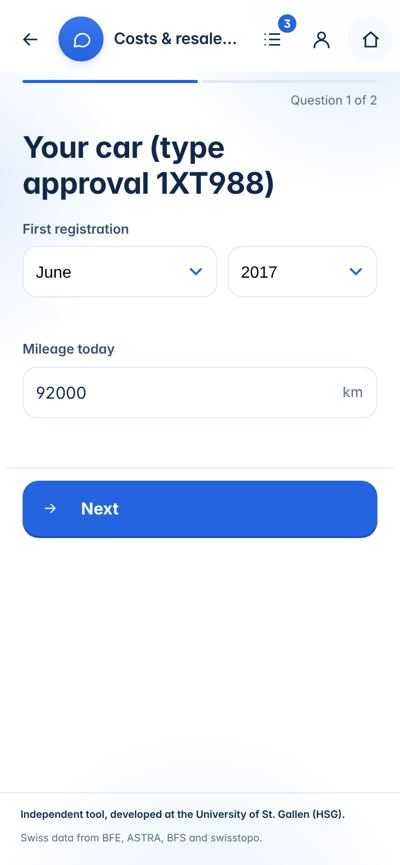 3
Costs & resale...
Question 1 of 2
Your car (type
approval 1XT988)
First registration
June
2017
Mileage today
92000
km
Next
Independent tool, developed at the University of St. Gallen (HSG).
Swiss data from BFE, ASTRA, BFS and swisstopo.